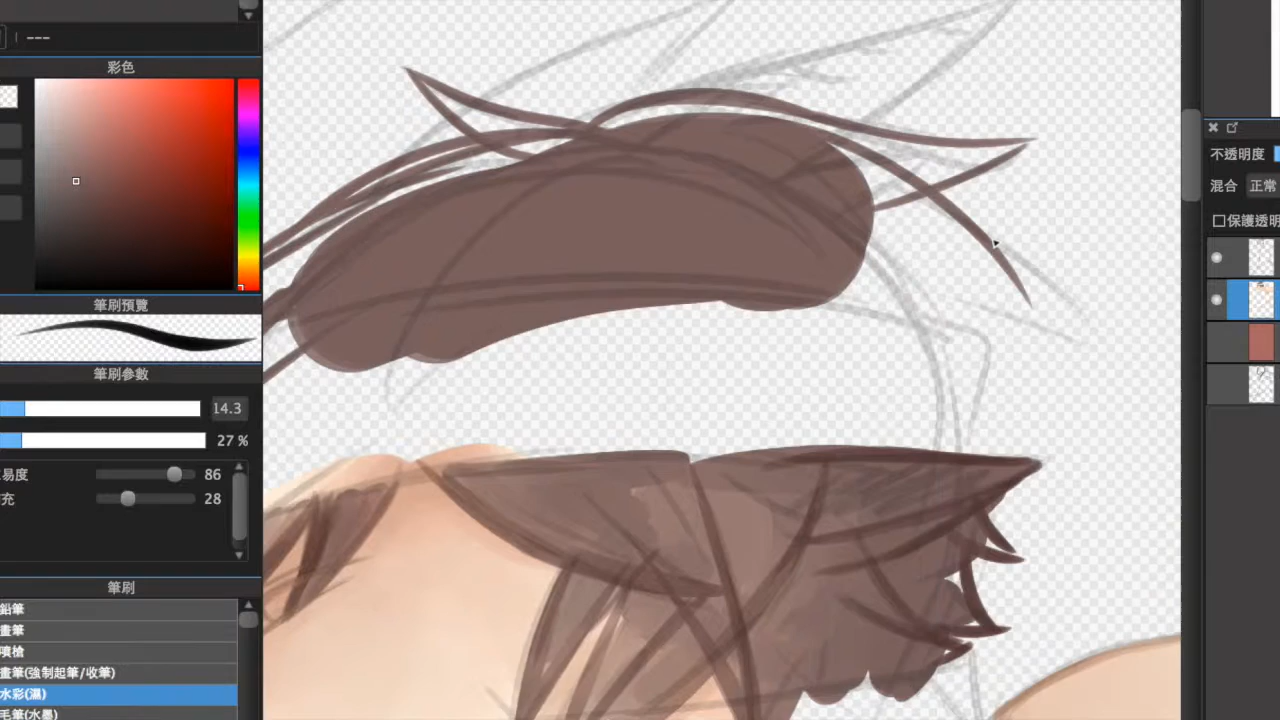 ---
彩色
筆刷預覽
筆刷參數
14.3
27 %
易度 86
充 28
筆刷
鉛筆
畫筆
噴槍
畫筆(強制起筆/收筆)
水彩(濕)
毛筆(水墨)
不透明度
混合 正常
保護透明